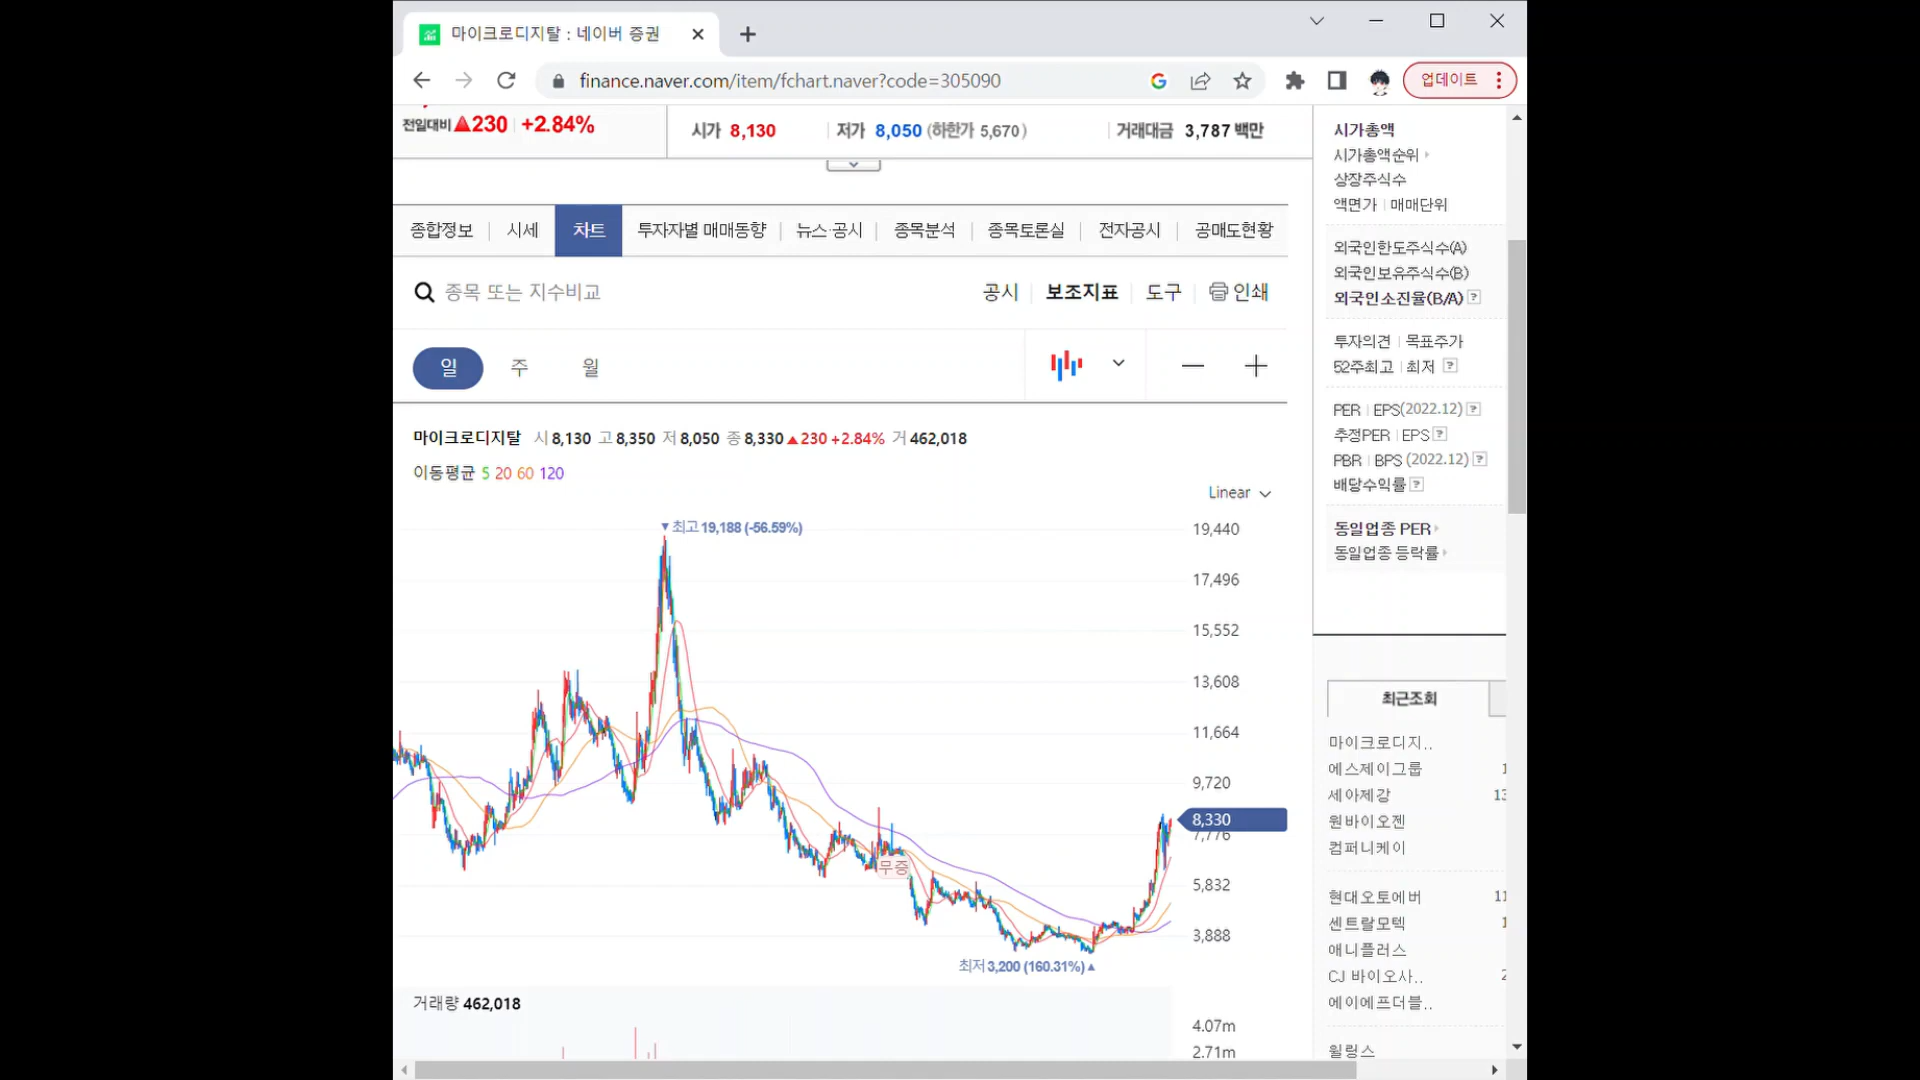 마이크로디지탈 : 네이버 증권
finance.naver.com/item/fchart.naver?code=305090
업데이트
전일대비 ▲230 +2.84%
시가 8,130 저가 8,050 (하한가 5,670) 거래대금 3,787 백만
종합정보 시세 차트 투자자별 매매동향 뉴스·공시 종목분석 종목토론실 전자공시 공매도현황
종목 또는 지수비교 공시 보조지표 도구 인쇄
일 주 월
마이크로디지탈 시 8,130 고 8,350 저 8,050 종 8,330 ▲230 +2.84% 거 462,018
이동평균 5 20 60 120
Linear
▼최고 19,188 (-56.59%)
19,440
17,496
15,552
13,608
11,664
9,720
8,330
7,776
무증
5,832
3,888
최저 3,200 (160.31%)▲
거래량 462,018
4.07m
2.71m
시가총액
시가총액순위
상장주식수
액면가 | 매매단위
외국인한도주식수(A)
외국인보유주식수(B)
외국인소진율(B/A) ?
투자의견 | 목표주가
52주최고 | 최저 ?
PER | EPS(2022.12) ?
추정PER | EPS ?
PBR | BPS (2022.12) ?
배당수익률 ?
동일업종 PER
동일업종 등락률
최근조회
마이크로디지..
에스제이그룹 1
세아제강 13
원바이오젠
컴퍼니케이
현대오토에버 11
센트랄모텍 1
애니플러스
CJ 바이오사.. 2
에이에프더블..
윌링스